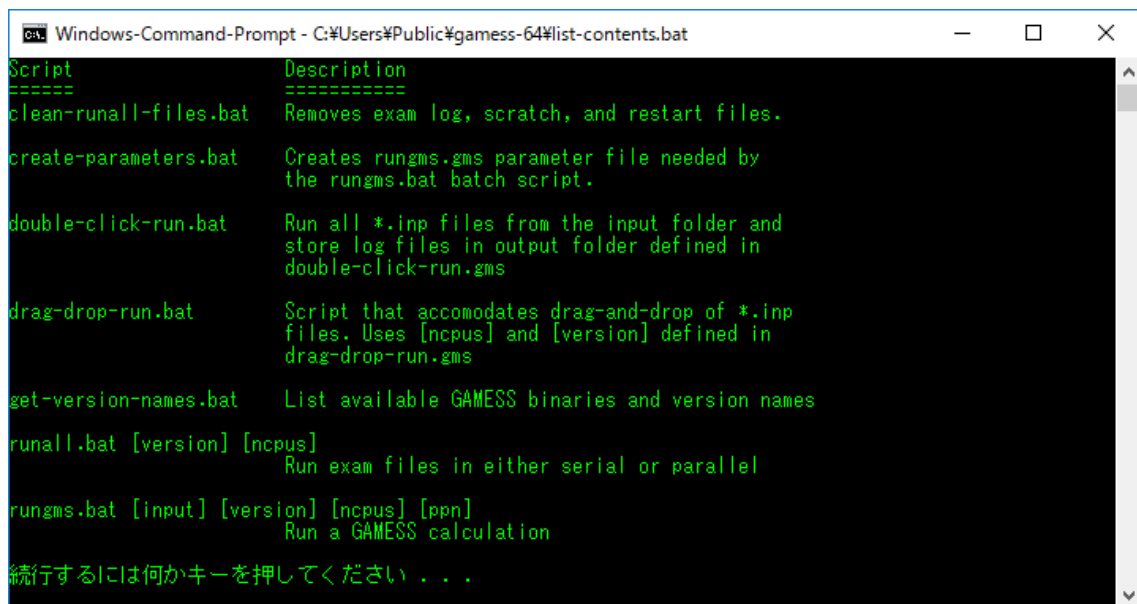 Windows-Command-Prompt - C:¥Users¥Public¥gamess-64¥list-contents.bat
Script Description
====== ===========
clean-runall-files.bat Removes exam log, scratch, and restart files.
create-parameters.bat Creates rungms.gms parameter file needed by
the rungms.bat batch script.
double-click-run.bat Run all *.inp files from the input folder and
store log files in output folder defined in
double-click-run.gms
drag-drop-run.bat Script that accomodates drag-and-drop of *.inp
files. Uses [ncpus] and [version] defined in
drag-drop-run.gms
get-version-names.bat List available GAMESS binaries and version names
runall.bat [version] [ncpus]
Run exam files in either serial or parallel
rungms.bat [input] [version] [ncpus] [ppn]
Run a GAMESS calculation
続行するには何かキーを押してください . . .